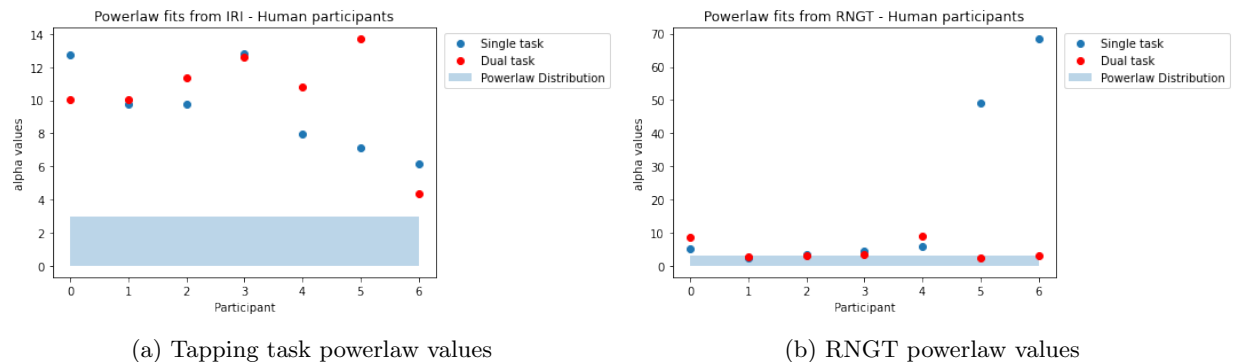 Powerlaw fits from IRI - Human participants
14
12
10
8
6
4
2
0
alpha values
0 1 2 3 4 5 6
Participant
Single task
Dual task
Powerlaw Distribution
(a) Tapping task powerlaw values
Powerlaw fits from RNGT - Human participants
70
60
50
40
30
20
10
0
alpha values
0 1 2 3 4 5 6
Participant
Single task
Dual task
Powerlaw Distribution
(b) RNGT powerlaw values